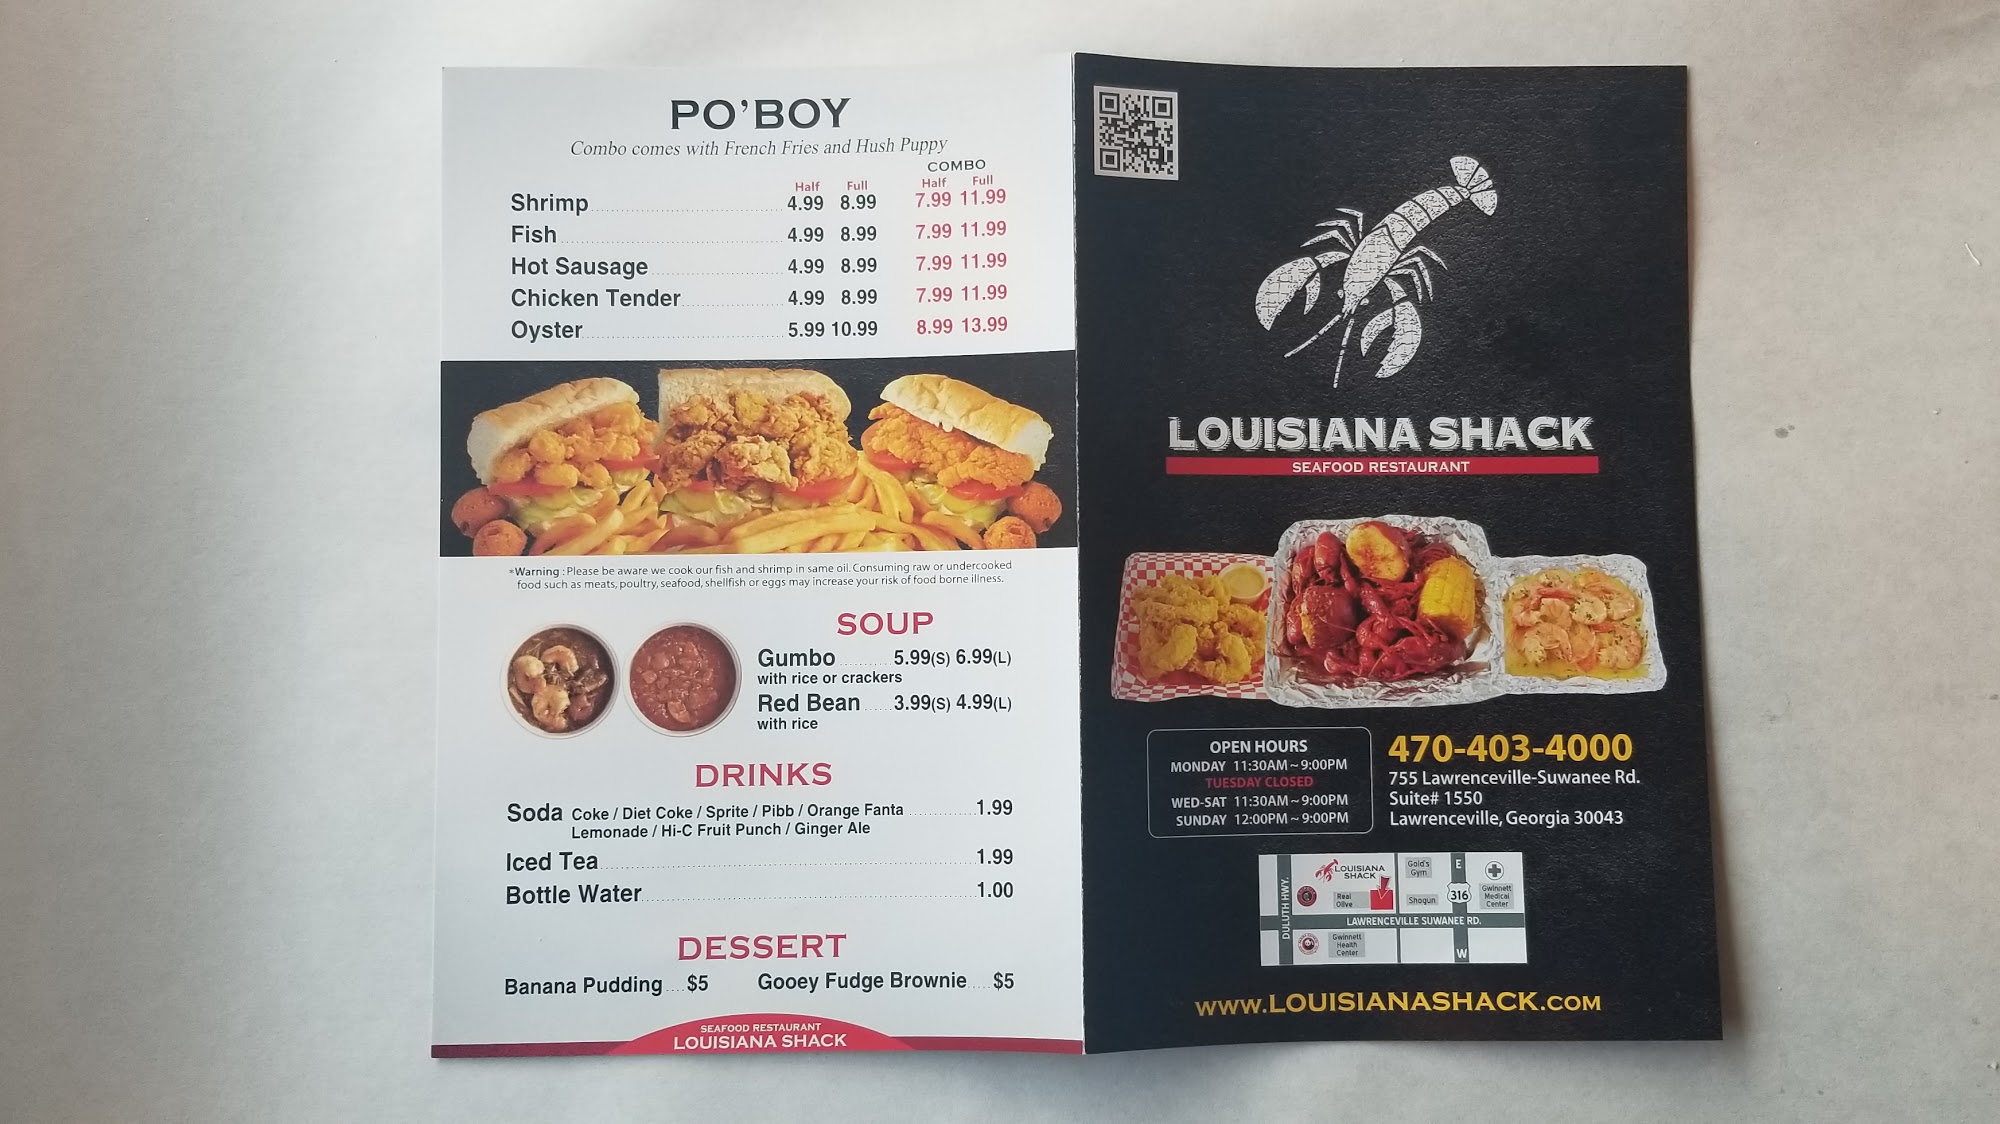 PO'BOY
Combo comes with French Fries and Hush Puppy
COMBO
Half Full Half Full
Shrimp 4.99 8.99 7.99 11.99
Fish 4.99 8.99 7.99 11.99
Hot Sausage 4.99 8.99 7.99 11.99
Chicken Tender 4.99 8.99 7.99 11.99
Oyster 5.99 10.99 8.99 13.99
*Warning : Please be aware we cook our fish and shrimp in same oil. Consuming raw or undercooked
food such as meats, poultry, seafood, shellfish or eggs may increase your risk of food borne illness.
SOUP
Gumbo 5.99(S) 6.99(L)
with rice or crackers
Red Bean 3.99(S) 4.99(L)
with rice
DRINKS
Soda Coke / Diet Coke / Sprite / Pibb / Orange Fanta 1.99
Lemonade / Hi-C Fruit Punch / Ginger Ale
Iced Tea 1.99
Bottle Water 1.00
DESSERT
Banana Pudding $5 Gooey Fudge Brownie $5
SEAFOOD RESTAURANT
LOUISIANA SHACK
LOUISIANA SHACK
SEAFOOD RESTAURANT
OPEN HOURS
MONDAY 11:30AM ~ 9:00PM
TUESDAY CLOSED
WED-SAT 11:30AM ~ 9:00PM
SUNDAY 12:00PM ~ 9:00PM
470-403-4000
755 Lawrenceville-Suwanee Rd.
Suite# 1550
Lawrenceville, Georgia 30043
DULUTH HWY.
LOUISIANA
SHACK
Real
Olive
Gold's
Gym
Shogun
E
316
W
Gwinnett
Medical
Center
LAWRENCEVILLE SUWANEE RD.
Gwinnett
Health
Center
WWW.LOUISIANASHACK.COM